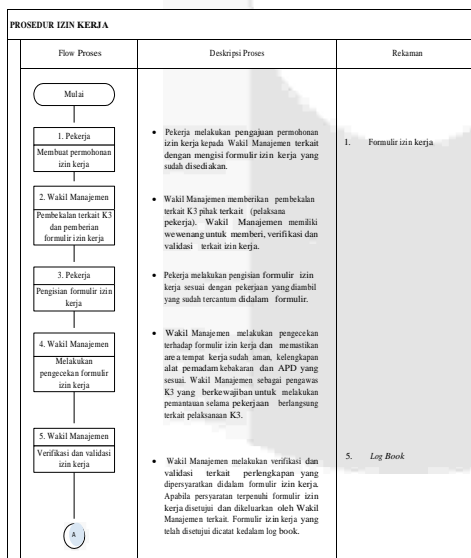 PROSEDUR IZIN KERJA
Flow Proses
Deskripsi Proses
Rekaman
Mulai
1. Pekerja
Membuat permohonan
izin kerja
• Pekerja melakukan pengajuan permohonan
izin kerja kepada Wakil Manajemen terkait
dengan mengisi formulir izin kerja yang
sudah disediakan.
1. Formulir izin kerja
2. Wakil Manajemen
Pembekalan terkait K3
dan pemberian
formulir izin kerja
• Wakil Manajemen memberikan pembekalan
terkait K3 pihak terkait (pelaksana
pekerja). Wakil Manajemen memiliki
wewenang untuk memberi, verifikasi dan
validasi terkait izin kerja.
3. Pekerja
Pengisian formulir izin
kerja
• Pekerja melakukan pengisian formulir izin
kerja sesuai dengan pekerjaan yang diambil
yang sudah tercantum didalam formulir.
4. Wakil Manajemen
Melakukan
pengecekan formulir
izin kerja
• Wakil Manajemen melakukan pengecekan
terhadap formulir izin kerja dan memastikan
area tempat kerja sudah aman, kelengkapan
alat pemadam kebakaran dan APD yang
sesuai. Wakil Manajemen sebagai pengawas
K3 yang berkewajiban untuk melakukan
pemantauan selama pekerjaan berlangsung
terkait pelaksanaan K3.
5. Wakil Manajemen
Verifikasi dan validasi
izin kerja
• Wakil Manajemen melakukan verifikasi dan
validasi terkait perlengkapan yang
dipersyaratkan didalam formulir izin kerja.
Apabila persyaratan terpenuhi formulir izin
kerja disetujui dan dikeluarkan oleh Wakil
Manajemen terkait. Formulir izin kerja yang
telah disetujui dicatat kedalam log book.
5. Log Book
A